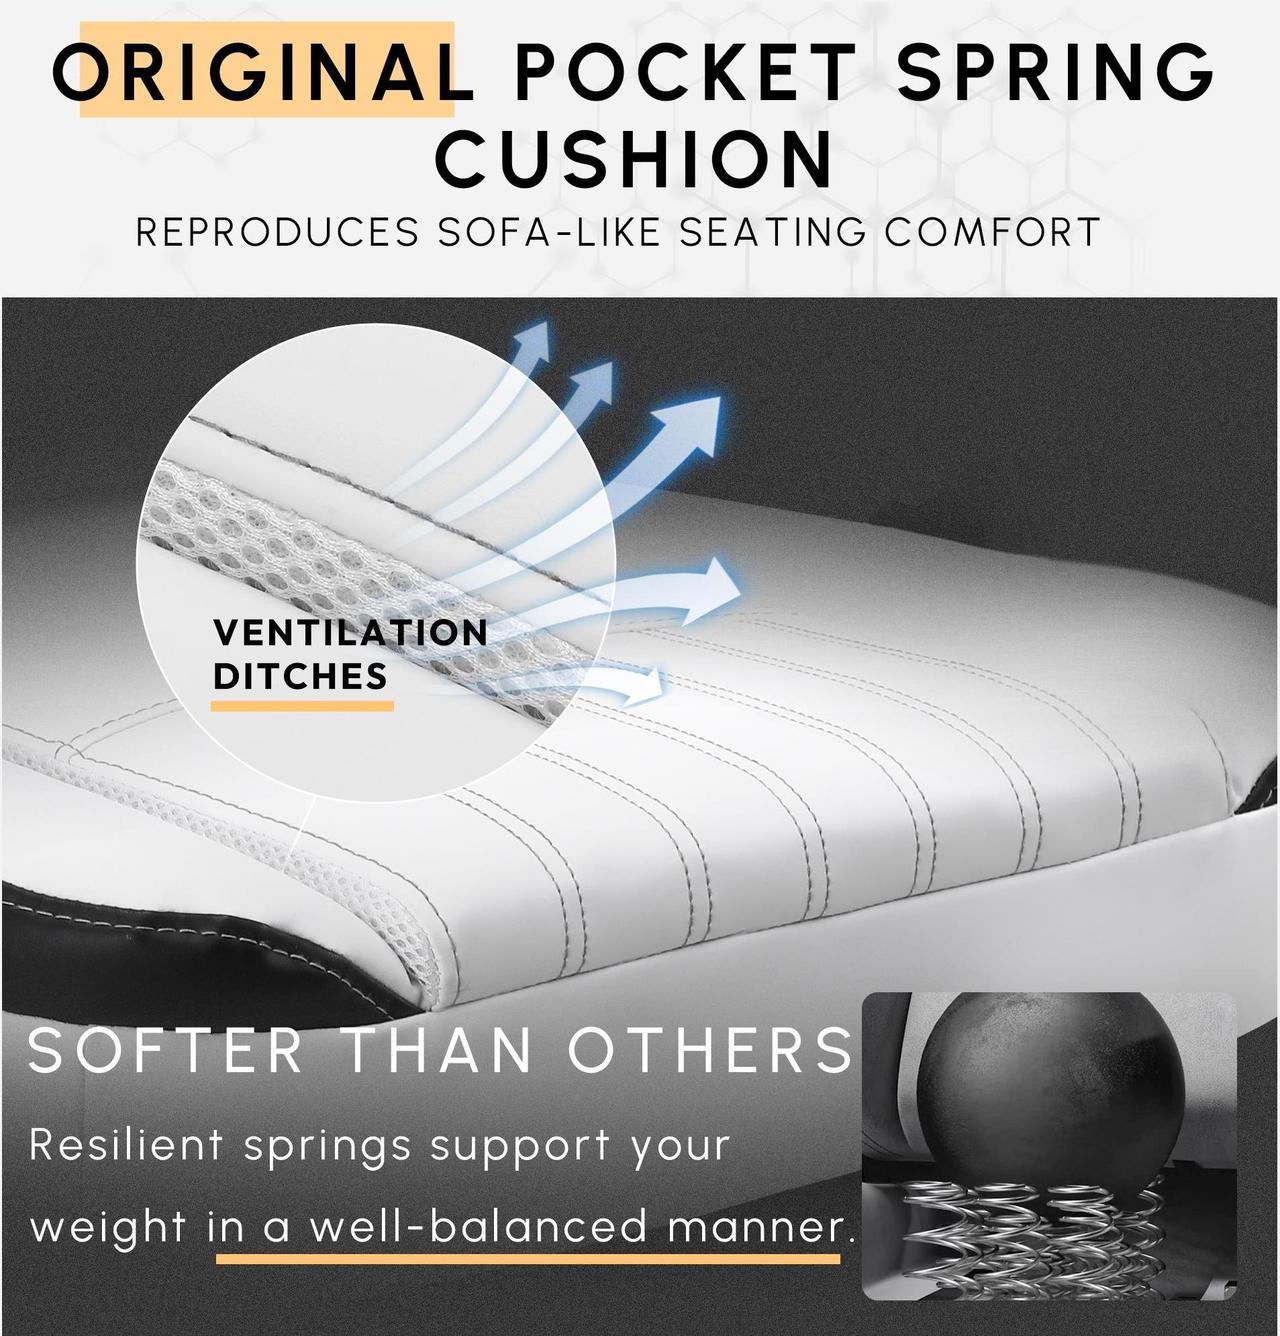 ORIGINAL POCKET SPRING
CUSHION
REPRODUCES SOFA-LIKE SEATING COMFORT
VENTILATION
DITCHES
SOFTER THAN OTHERS
Resilient springs support your
weight in a well-balanced manner.